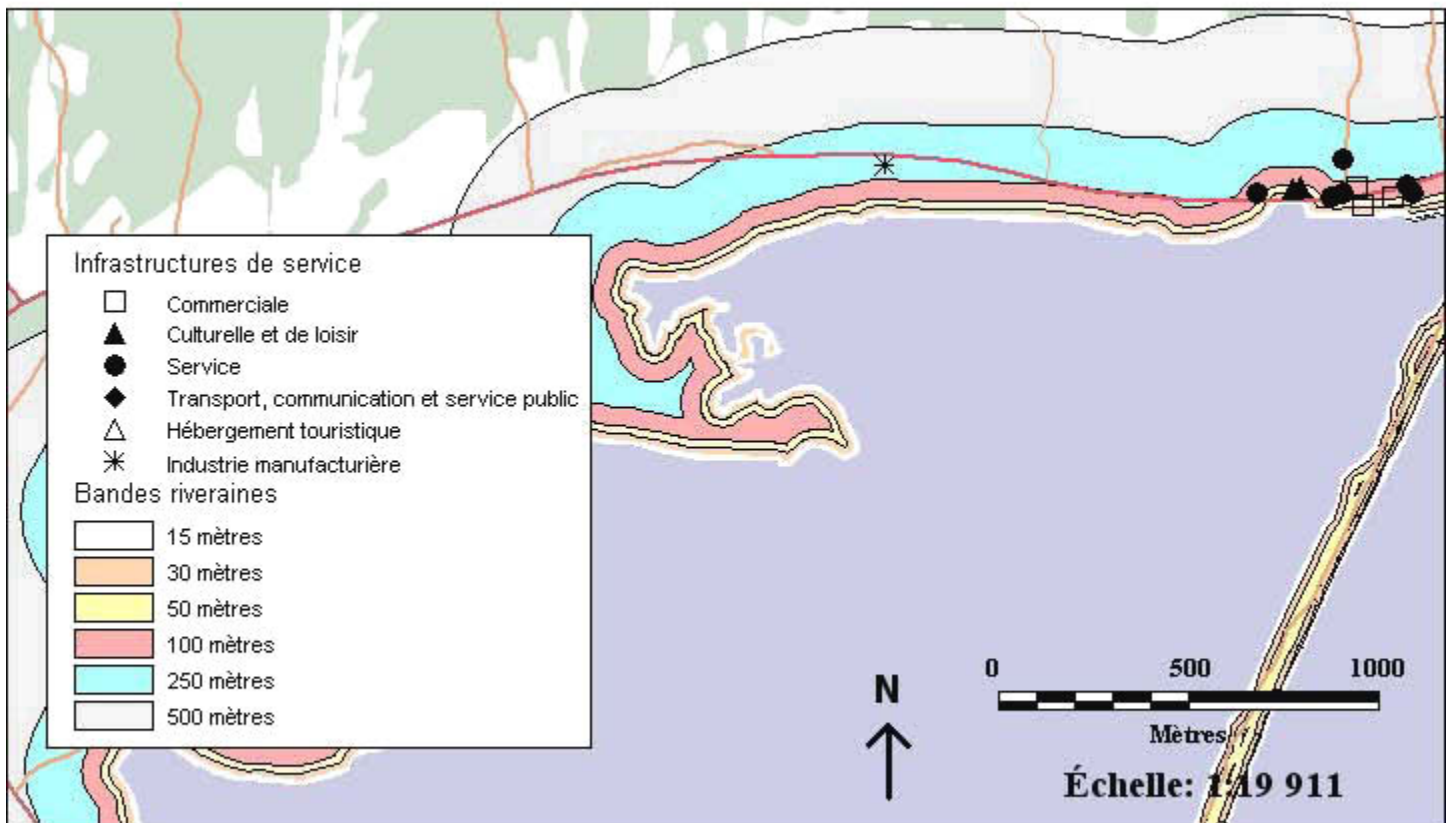 Infrastructures de service
Commerciale
Culturelle et de loisir
Service
Transport, communication et service public
Hébergement touristique
Industrie manufacturière
Bandes riveraines
15 mètres
30 mètres
50 mètres
100 mètres
250 mètres
500 mètres
N
0 500 1000
Mètres
Échelle: 1:19 911